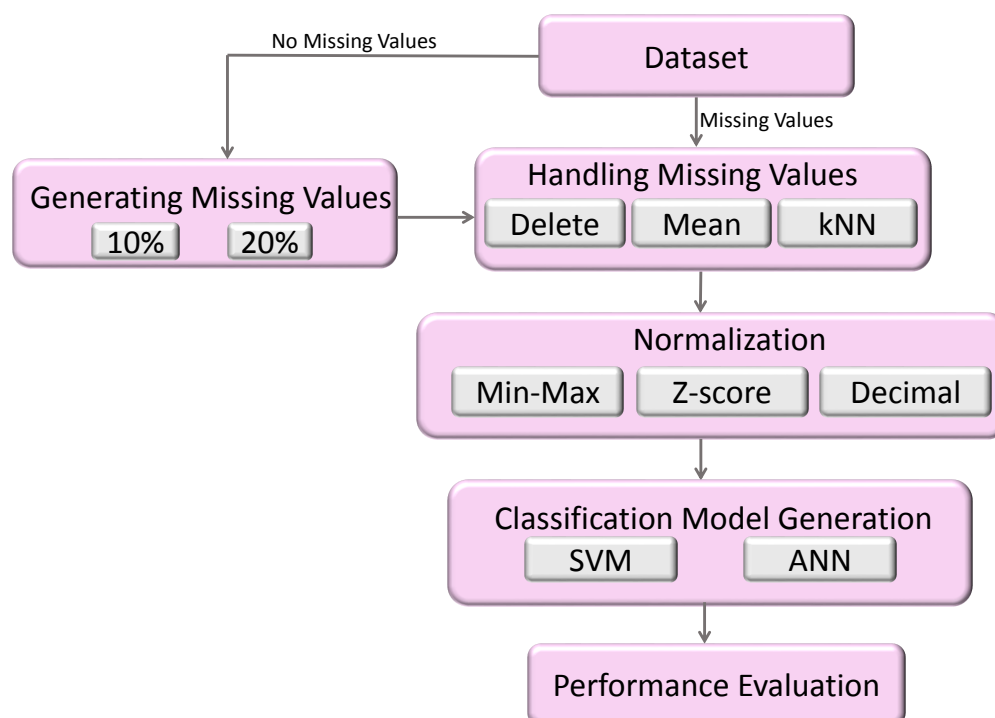 No Missing Values
Dataset
Missing Values
Generating Missing Values
10% 20%
Handling Missing Values
Delete Mean kNN
Normalization
Min-Max Z-score Decimal
Classification Model Generation
SVM ANN
Performance Evaluation